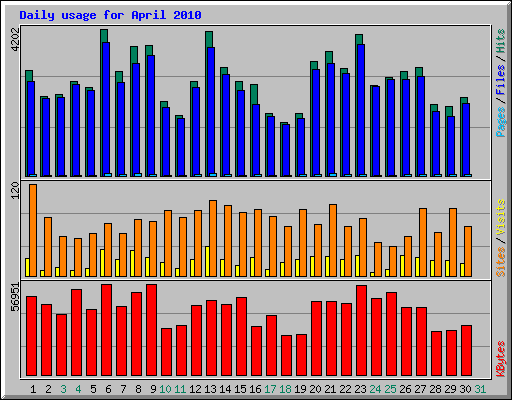 Daily usage for April 2010
4202
Pages / Files / Hits
120
Sites / Visits
56951
KBytes
1 2 3 4 5 6 7 8 9 10 11 12 13 14 15 16 17 18 19 20 21 22 23 24 25 26 27 28 29 30 31